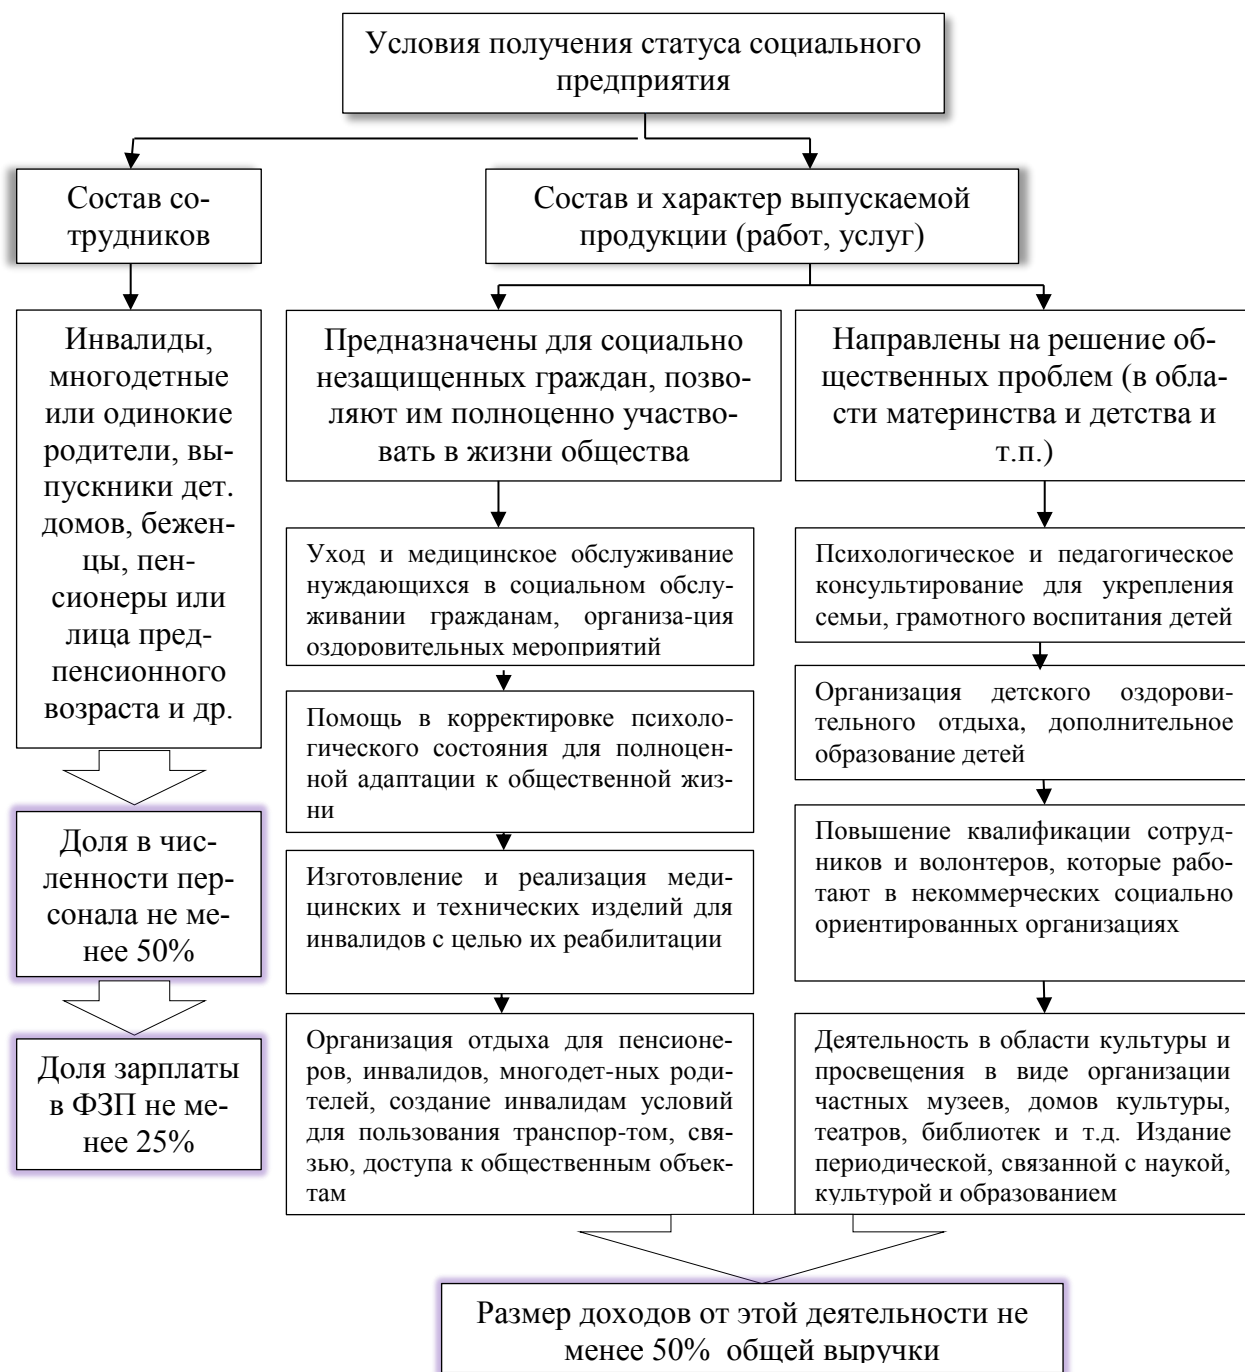 Условия получения статуса социального
предприятия
Состав со-
трудников
Состав и характер выпускаемой
продукции (работ, услуг)
Инвалиды,
многодетные
или одинокие
родители, вы-
пускники дет.
домов, бежен-
цы, пен-
сионеры или
лица пред-
пенсионного
возраста и др.
Доля в чис-
ленности пер-
сонала не ме-
нее 50%
Доля зарплаты
в ФЗП не ме-
нее 25%
Предназначены для социально
незащищенных граждан, позво-
ляют им полноценно участво-
вать в жизни общества
Уход и медицинское обслуживание
нуждающихся в социальном обслу-
живании гражданам, организа-ция
оздоровительных мероприятий
Помощь в корректировке психоло-
гического состояния для полноцен-
ной адаптации к общественной жиз-
ни
Изготовление и реализация меди-
цинских и технических изделий для
инвалидов с целью их реабилитации
Организация отдыха для пенсионе-
ров, инвалидов, многодет-ных роди-
телей, создание инвалидам условий
для пользования транспор-том, свя-
зью, доступа к общественным объек-
там
Направлены на решение об-
щественных проблем (в обла-
сти материнства и детства и
т.п.)
Психологическое и педагогическое
консультирование для укрепления
семьи, грамотного воспитания детей
Организация детского оздорови-
тельного отдыха, дополнительное
образование детей
Повышение квалификации сотруд-
ников и волонтеров, которые рабо-
тают в некоммерческих социально
ориентированных организациях
Деятельность в области культуры и
просвещения в виде организации
частных музеев, домов культуры,
театров, библиотек и т.д. Издание
периодической, связанной с наукой,
культурой и образованием
Размер доходов от этой деятельности не
менее 50% общей выручки